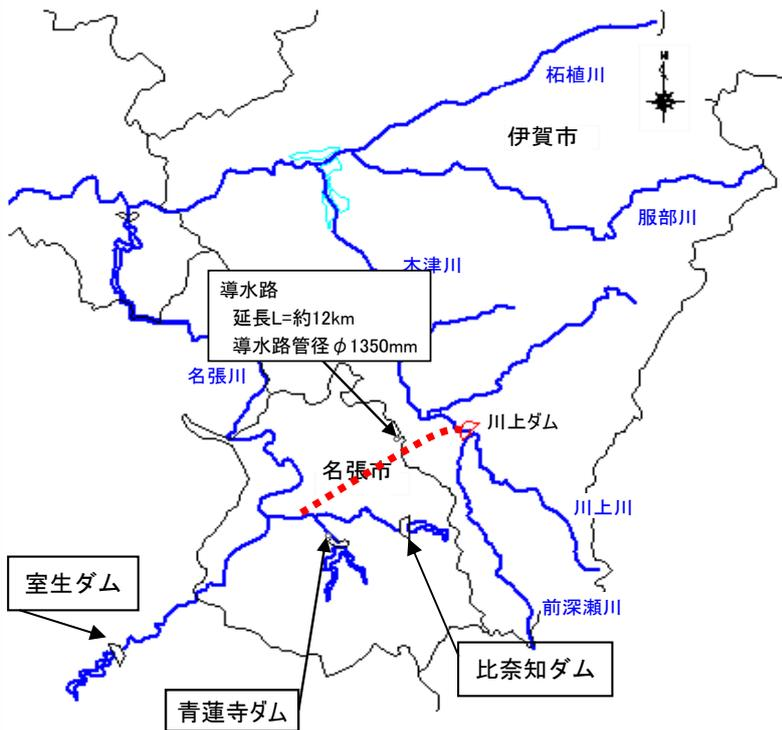 N
柘植川
伊賀市
服部川
木津川
導水路
延長L=約12km
導水路管径φ1350mm
名張川
川上ダム
名張市
川上川
室生ダム
前深瀬川
比奈知ダム
青蓮寺ダム